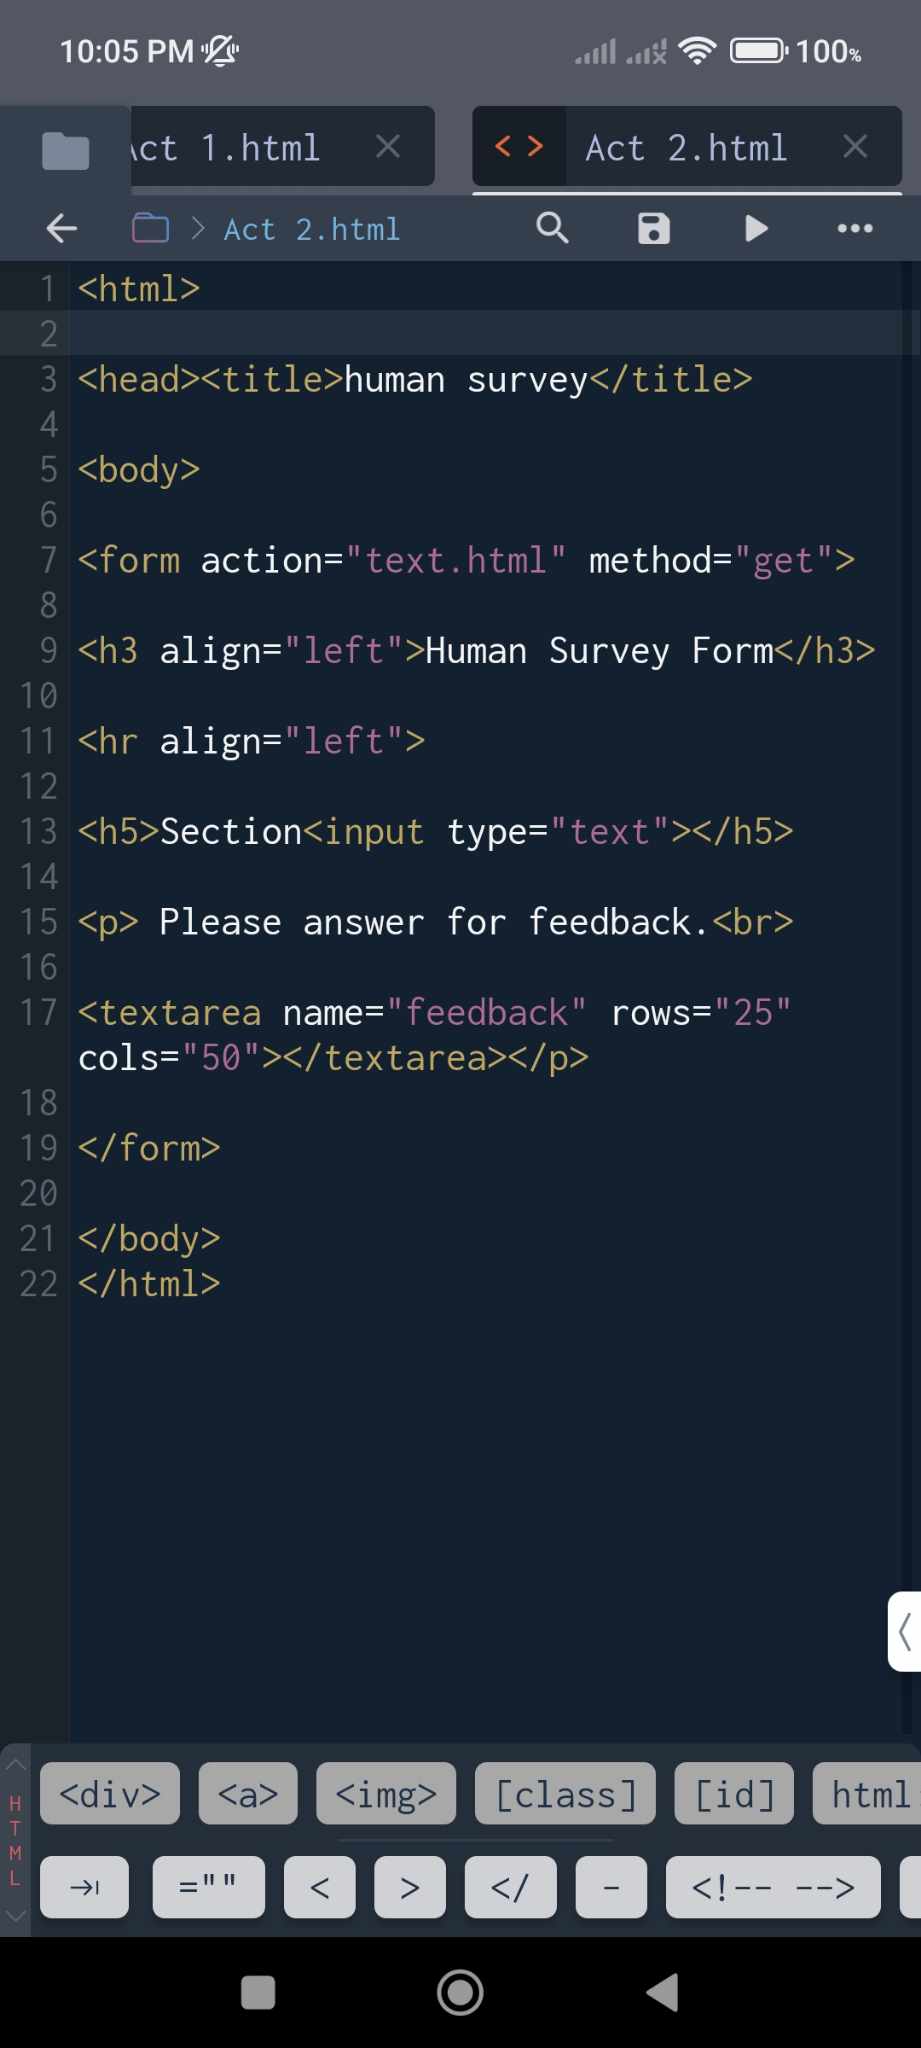 10:05 PM
100%
Act 1.html
< > Act 2.html
> Act 2.html
1 <html>
2
3 <head><title>human survey</title>
4
5 <body>
6
7 <form action="text.html" method="get">
8
9 <h3 align="left">Human Survey Form</h3>
10
11 <hr align="left">
12
13 <h5>Section<input type="text"></h5>
14
15 <p> Please answer for feedback.<br>
16
17 <textarea name="feedback" rows="25"
cols="50"></textarea></p>
18
19 </form>
20
21 </body>
22 </html>
HTML
<div> <a> <img> [class] [id] html
="" < > </ - <!-- -->